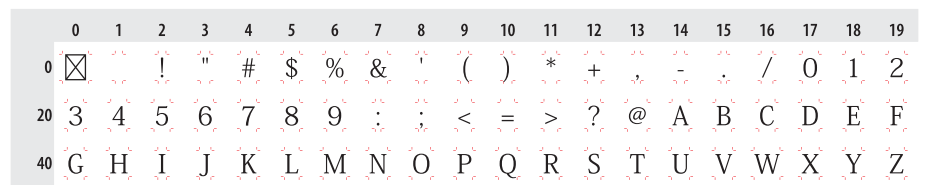 0 1 2 3 4 5 6 7 8 9 10 11 12 13 14 15 16 17 18 19
0 ! " # $ % & ' ( ) * + , - . / 0 1 2
20 3 4 5 6 7 8 9 : ; < = > ? @ A B C D E F
40 G H I J K L M N O P Q R S T U V W X Y Z